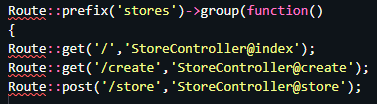 Route::prefix('stores')->group(function()
{
Route::get('/','StoreController@index');
Route::get('/create','StoreController@create');
Route::post('/store','StoreController@store');